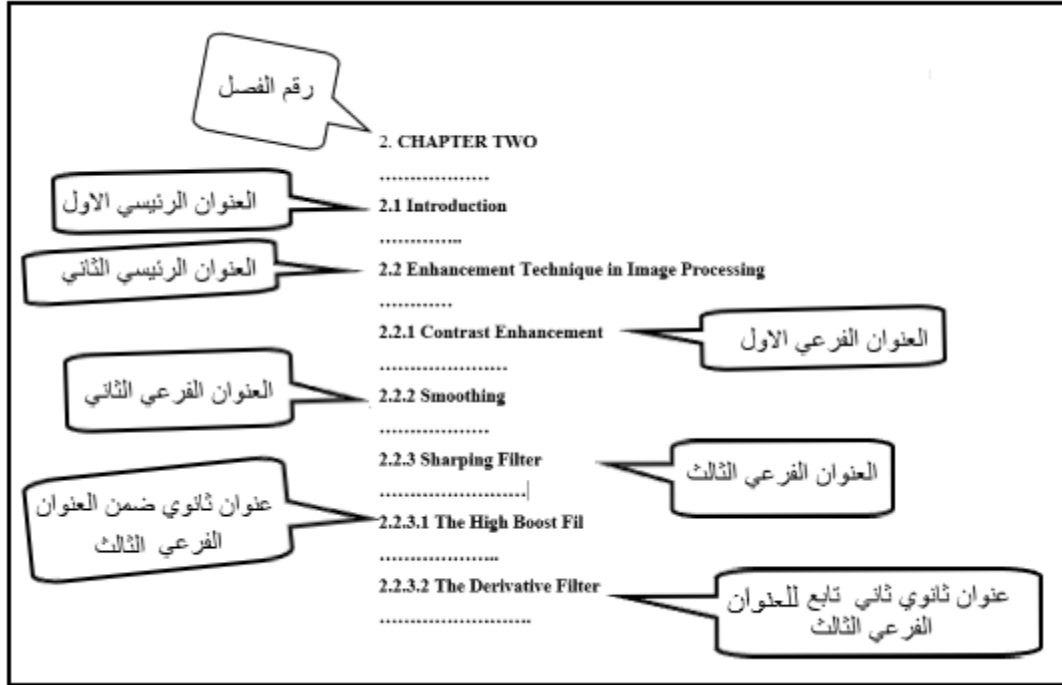 رقم الفصل
2. CHAPTER TWO
...................
العنوان الرئيسي الاول
2.1 Introduction
..............
العنوان الرئيسي الثاني
2.2 Enhancement Technique in Image Processing
............
2.2.1 Contrast Enhancement
العنوان الفرعي الاول
......................
العنوان الفرعي الثاني
2.2.2 Smoothing
...................
2.2.3 Sharping Filter
العنوان الفرعي الثالث
.........................
عنوان ثانوي ضمن العنوان
الفرعي الثالث
2.2.3.1 The High Boost Fil
.....................
2.2.3.2 The Derivative Filter
عنوان ثانوي ثاني تابع للعنوان
الفرعي الثالث
..........................